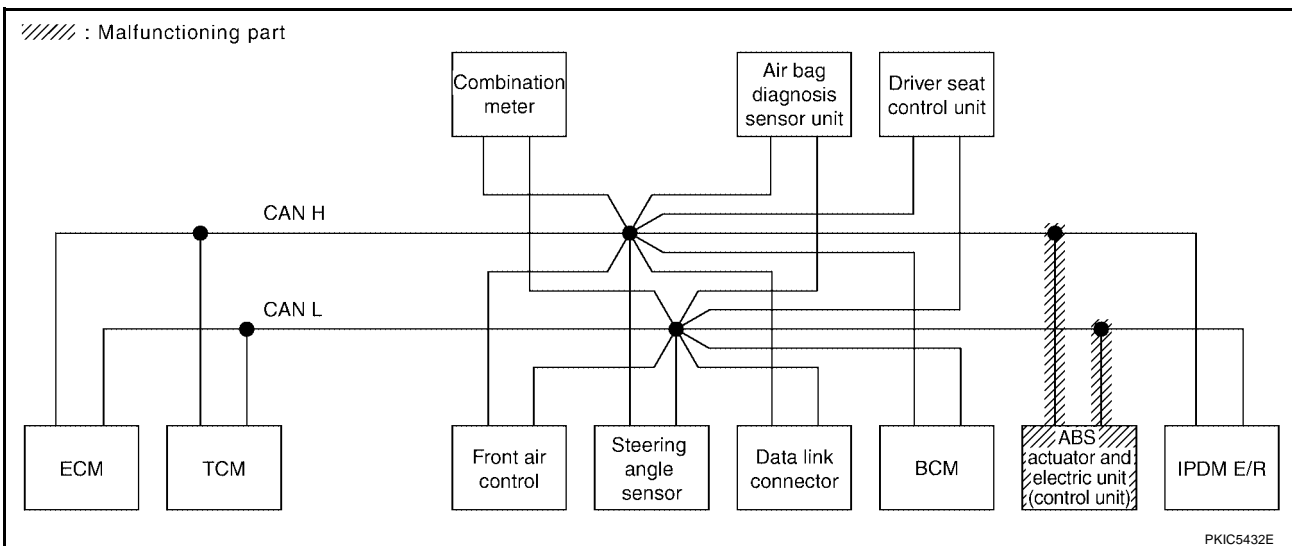 : Malfunctioning part
Combination
meter
Air bag
diagnosis
sensor unit
Driver seat
control unit
CAN H
CAN L
ECM
TCM
Front air
control
Steering
angle
sensor
Data link
connector
BCM
ABS
actuator and
electric unit
(control unit)
IPDM E/R
PKIC5432E